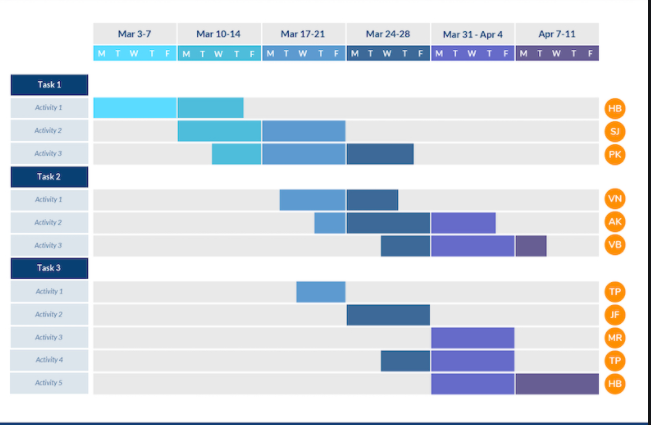 Mar 3-7 Mar 10-14 Mar 17-21 Mar 24-28 Mar 31 - Apr 4 Apr 7-11
M T W T F M T W T F M T W T F M T W T F M T W T F M T W T F
Task 1
Activity 1 HB
Activity 2 SJ
Activity 3 PK
Task 2
Activity 1 VN
Activity 2 AK
Activity 3 VB
Task 3
Activity 1 TP
Activity 2 JF
Activity 3 MR
Activity 4 TP
Activity 5 HB